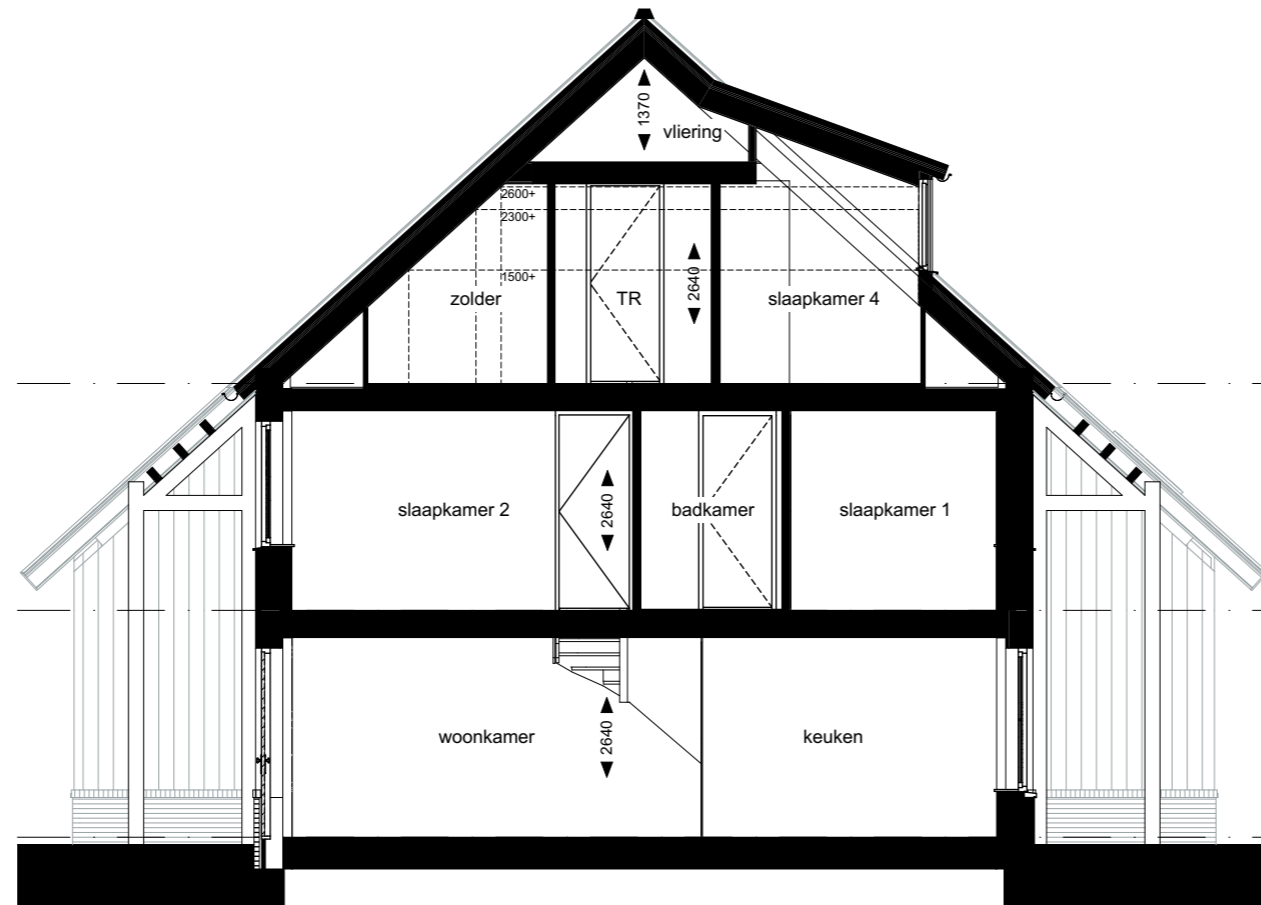 1370
vliering
2600+
2300+
1500+
zolder
TR
2640
slaapkamer 4
slaapkamer 2
2640
badkamer
slaapkamer 1
woonkamer
2640
keuken